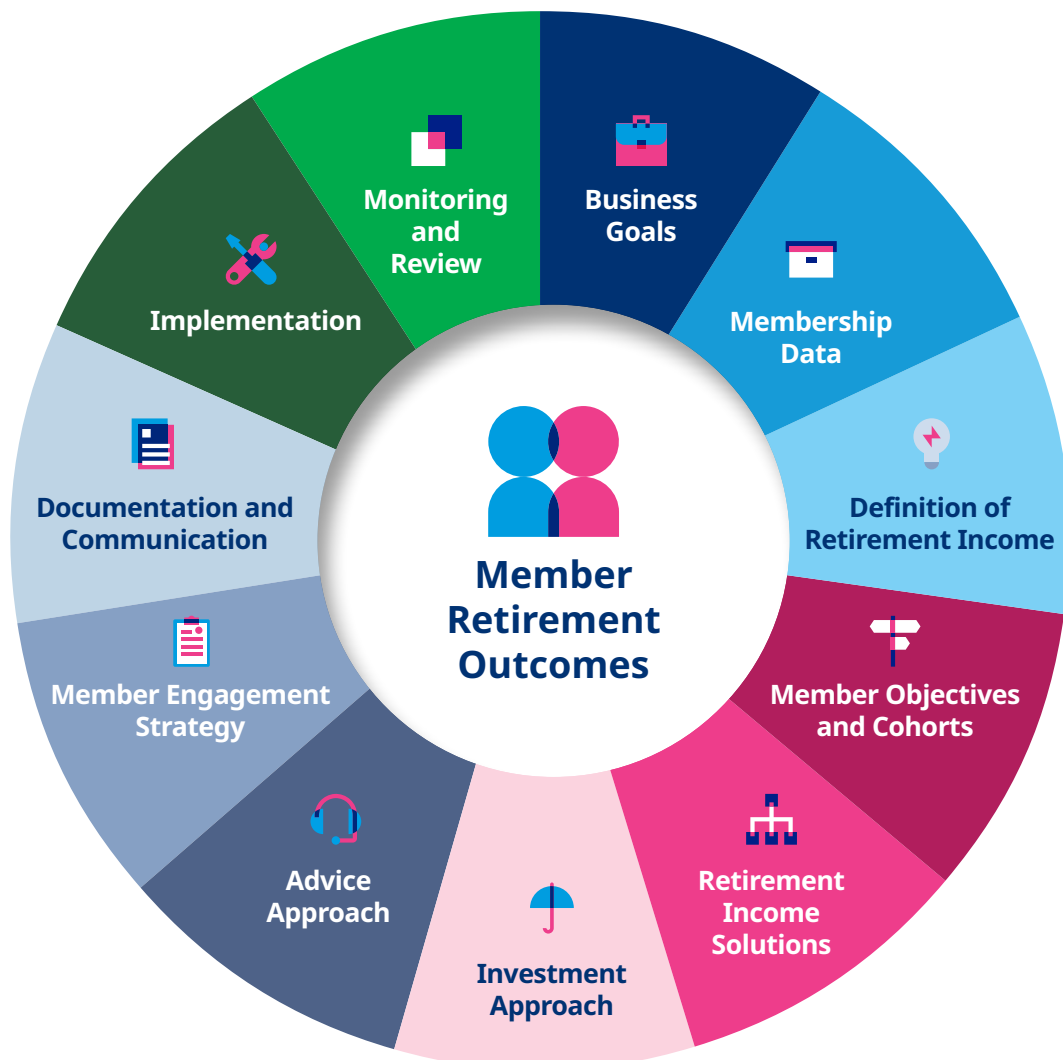 Business
Goals
Membership
Data
Definition of
Retirement Income
Member Objectives
and Cohorts
Retirement
Income
Solutions
Investment
Approach
Advice
Approach
Member Engagement
Strategy
Documentation and
Communication
Implementation
Monitoring
and
Review
Member
Retirement
Outcomes